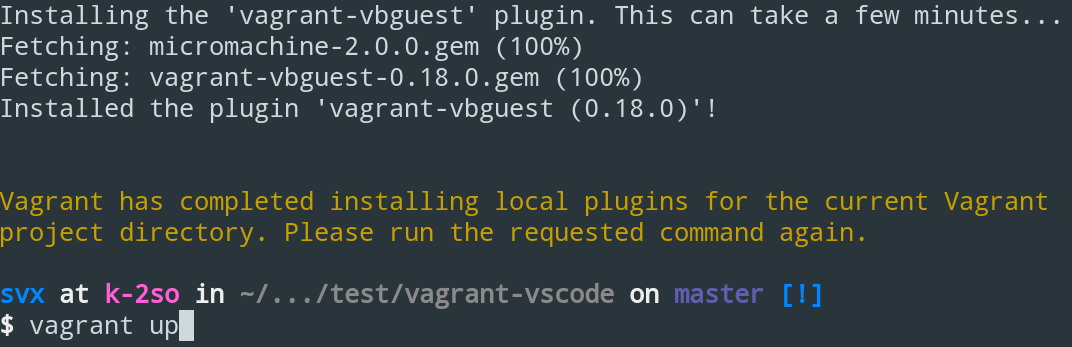 Installing the 'vagrant-vbguest' plugin. This can take a few minutes...
Fetching: micromachine-2.0.0.gem (100%)
Fetching: vagrant-vbguest-0.18.0.gem (100%)
Installed the plugin 'vagrant-vbguest (0.18.0)'!
Vagrant has completed installing local plugins for the current Vagrant
project directory. Please run the requested command again.
svx at k-2so in ~/.../test/vagrant-vscode on master [!]
$ vagrant up